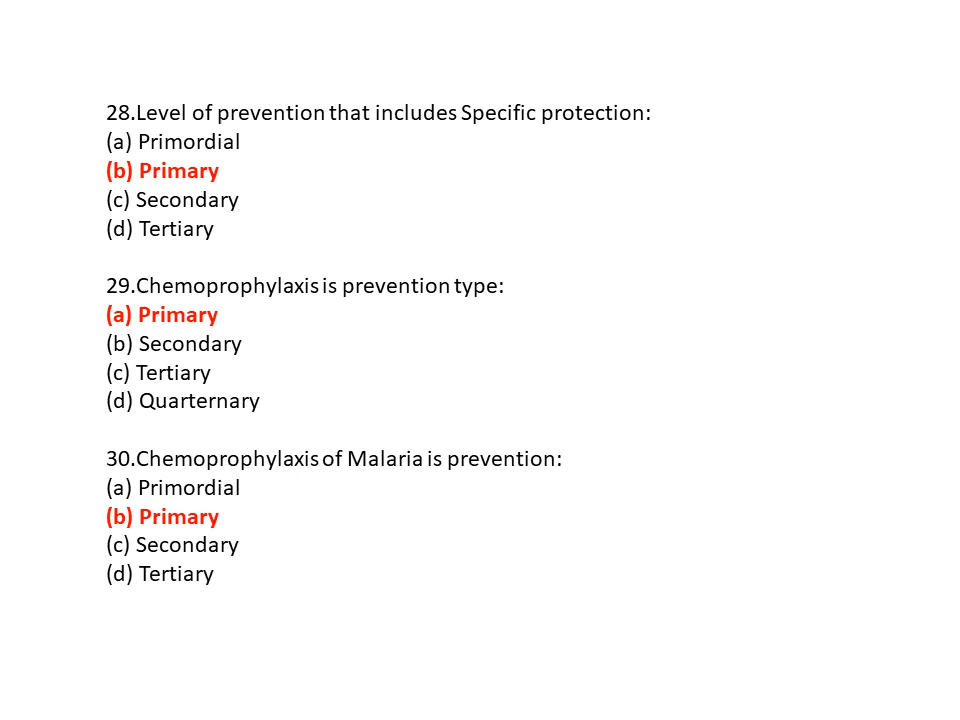 28.Level of prevention that includes Specific protection:
(a) Primordial
(b) Primary
(c) Secondary
(d) Tertiary
29.Chemoprophylaxis is prevention type:
(a) Primary
(b) Secondary
(c) Tertiary
(d) Quarternary
30.Chemoprophylaxis of Malaria is prevention:
(a) Primordial
(b) Primary
(c) Secondary
(d) Tertiary